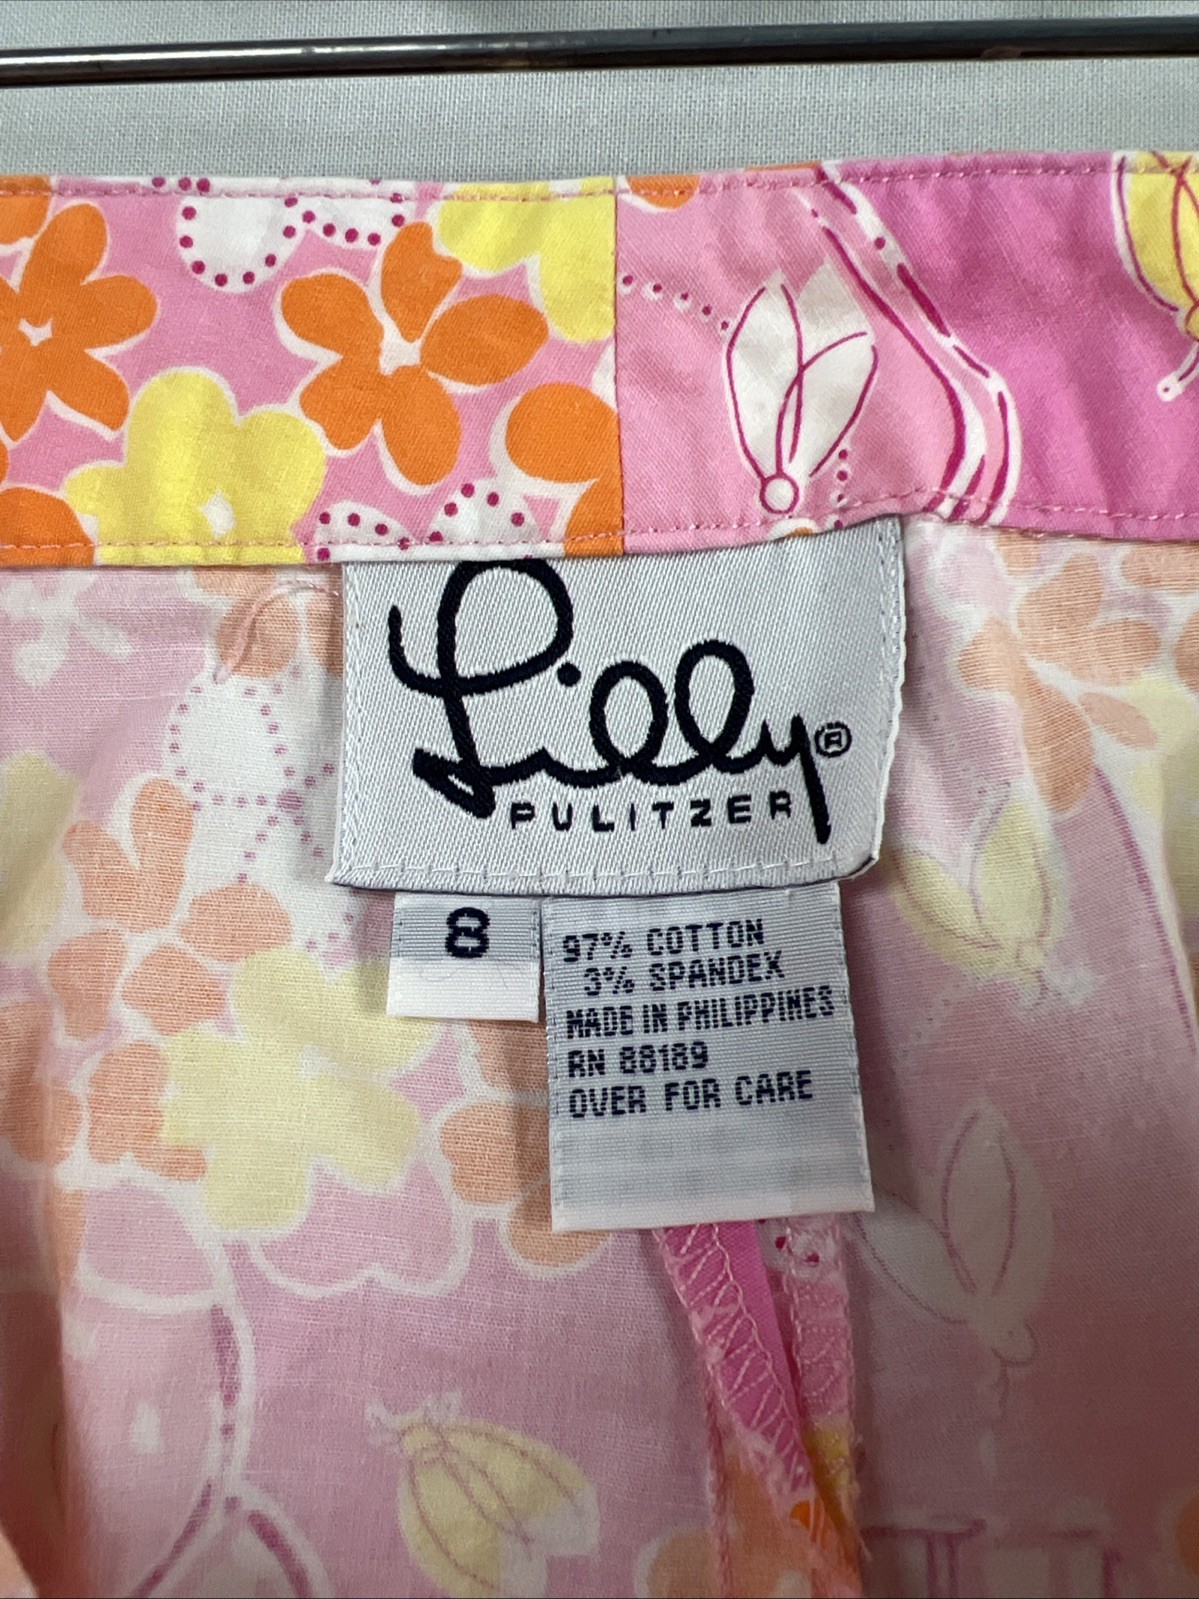 Lilly®
PULITZER
8
97% COTTON
3% SPANDEX
MADE IN PHILIPPINES
RN 88189
OVER FOR CARE